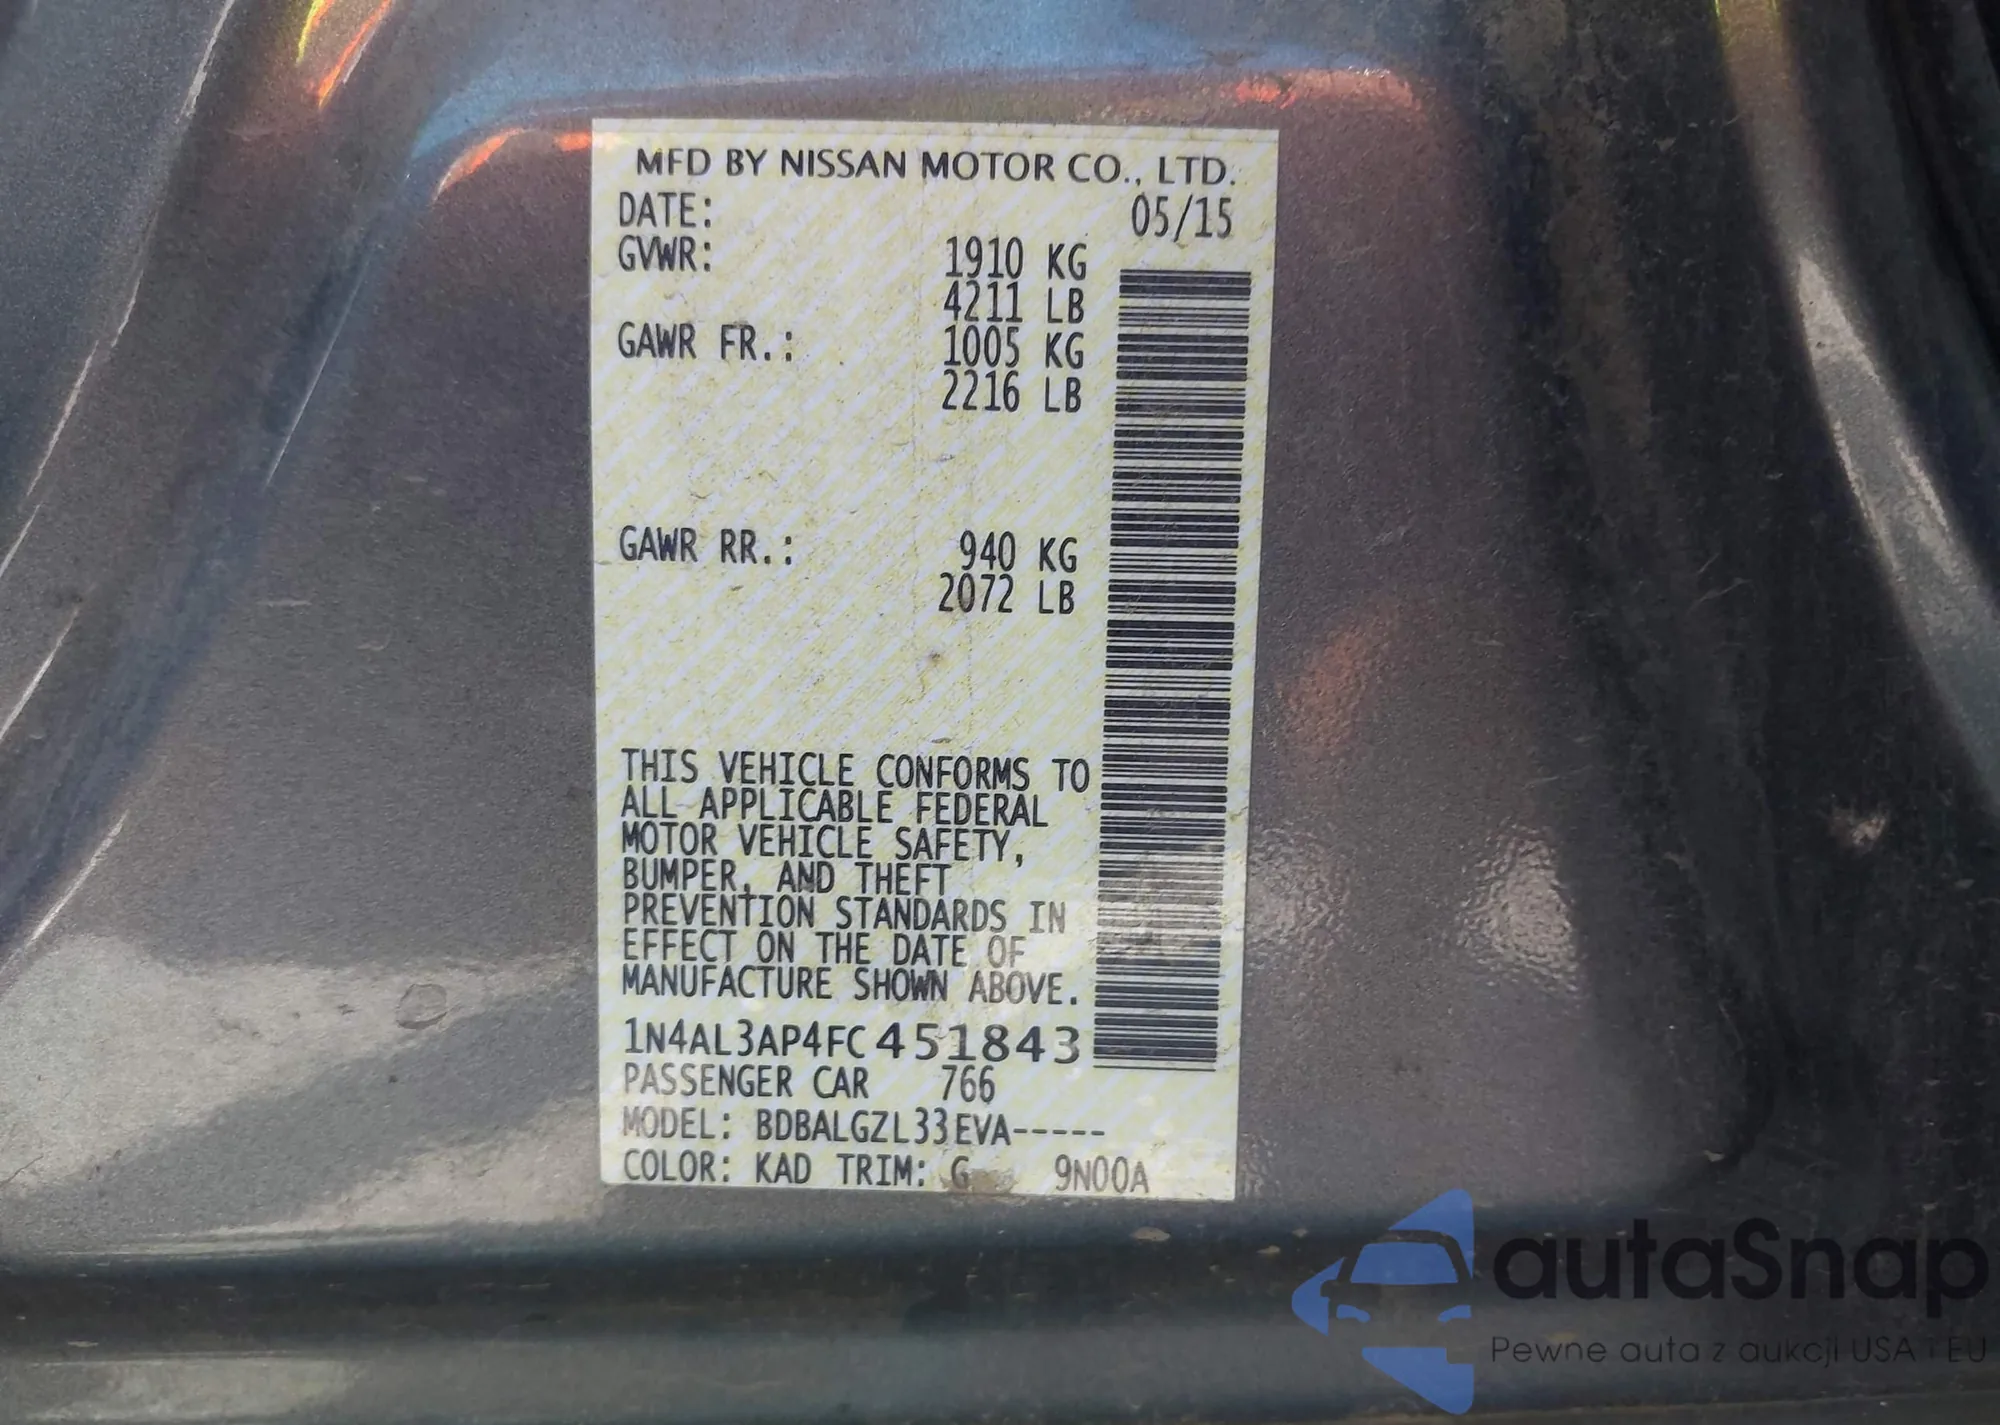 MFD BY NISSAN MOTOR CO., LTD.
DATE: 05/15
GVWR: 1910 KG
4211 LB
GAWR FR.: 1005 KG
2216 LB
GAWR RR.: 940 KG
2072 LB
THIS VEHICLE CONFORMS TO
ALL APPLICABLE FEDERAL
MOTOR VEHICLE SAFETY,
BUMPER, AND THEFT
PREVENTION STANDARDS IN
EFFECT ON THE DATE OF
MANUFACTURE SHOWN ABOVE.
1N4AL3AP4FC451843
PASSENGER CAR 766
MODEL: BDBALGZL33EVA-----
COLOR: KAD TRIM: G 9N00A
autaSnap
Pewne auta z aukcji USA i EU